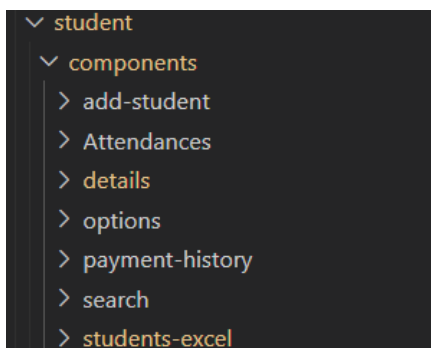 student
components
add-student
Attendances
details
options
payment-history
search
students-excel